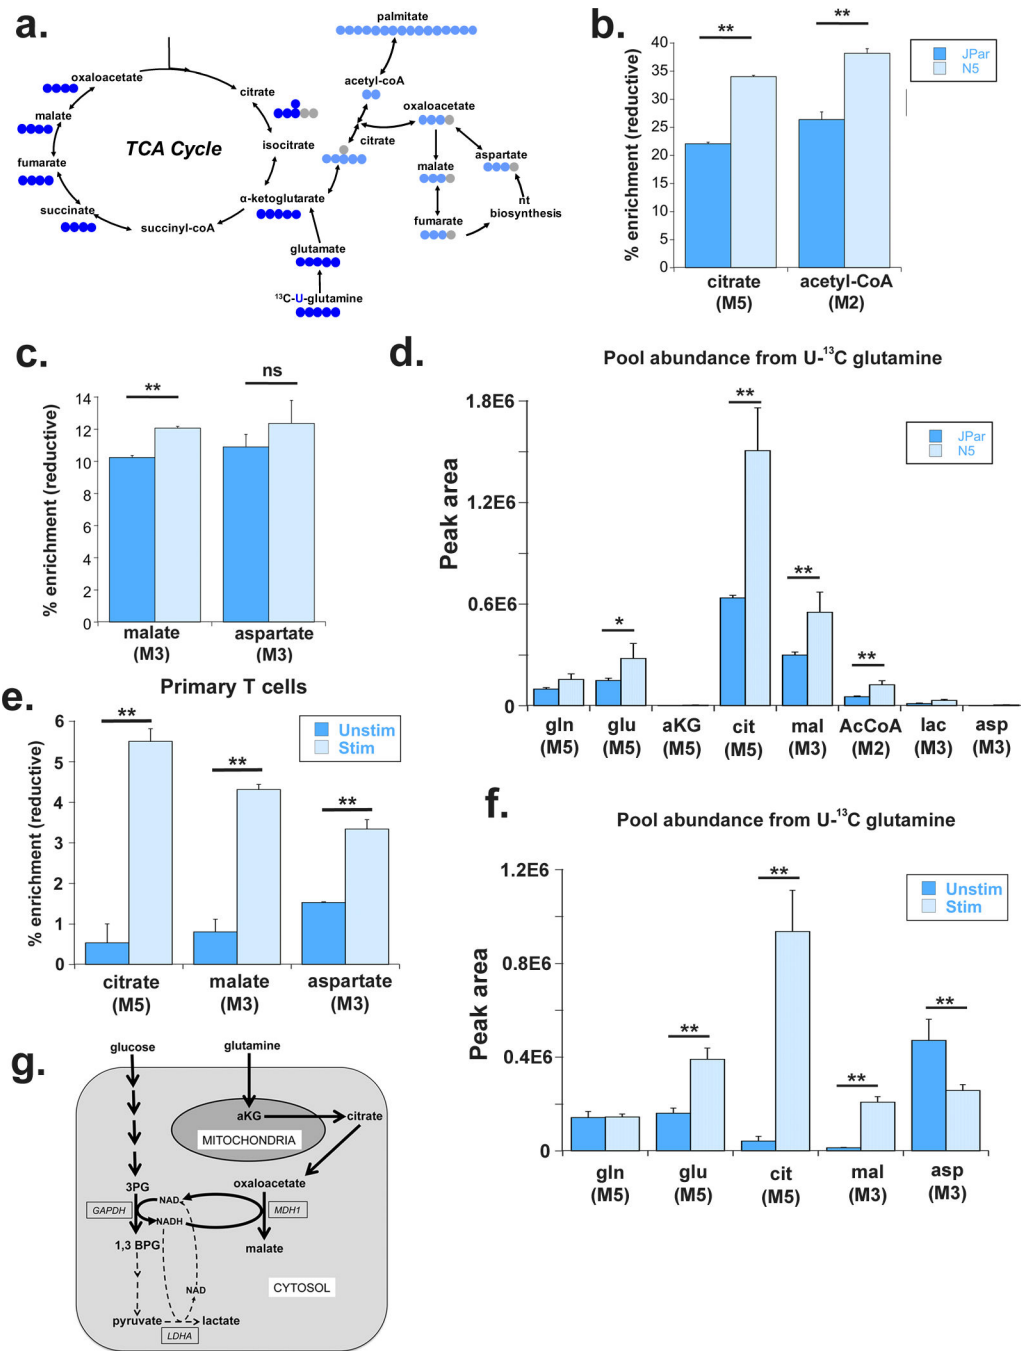 a.
palmitate
acetyl-CoA
oxaloacetate
citrate
malate
aspartate
fumarate
nt
biosynthesis
oxaloacetate
citrate
malate
isocitrate
TCA Cycle
fumarate
α-ketoglutarate
succinate
succinyl-coA
glutamate
13C-U-glutamine
b.
% enrichment (reductive)
40
35
30
25
20
15
10
5
0
**
**
JPar
N5
citrate
(M5)
acetyl-CoA
(M2)
c.
% enrichment (reductive)
14
12
10
8
6
4
2
0
**
ns
malate
(M3)
aspartate
(M3)
d.
Pool abundance from U-13C glutamine
Peak area
1.8E6
1.2E6
0.6E6
0
*
**
**
**
JPar
N5
gln
(M5)
glu
(M5)
aKG
(M5)
cit
(M5)
mal
(M3)
AcCoA
(M2)
lac
(M3)
asp
(M3)
e.
Primary T cells
% enrichment (reductive)
6
5
4
3
2
1
0
**
**
**
Unstim
Stim
citrate
(M5)
malate
(M3)
aspartate
(M3)
f.
Pool abundance from U-13C glutamine
Peak area
1.2E6
0.8E6
0.4E6
0
**
**
**
**
Unstim
Stim
gln
(M5)
glu
(M5)
cit
(M5)
mal
(M3)
asp
(M3)
g.
glucose
glutamine
aKG
citrate
MITOCHONDRIA
3PG
oxaloacetate
GAPDH
NAD
NADH
MDH1
1,3 BPG
malate
NAD
CYTOSOL
pyruvate
lactate
LDHA